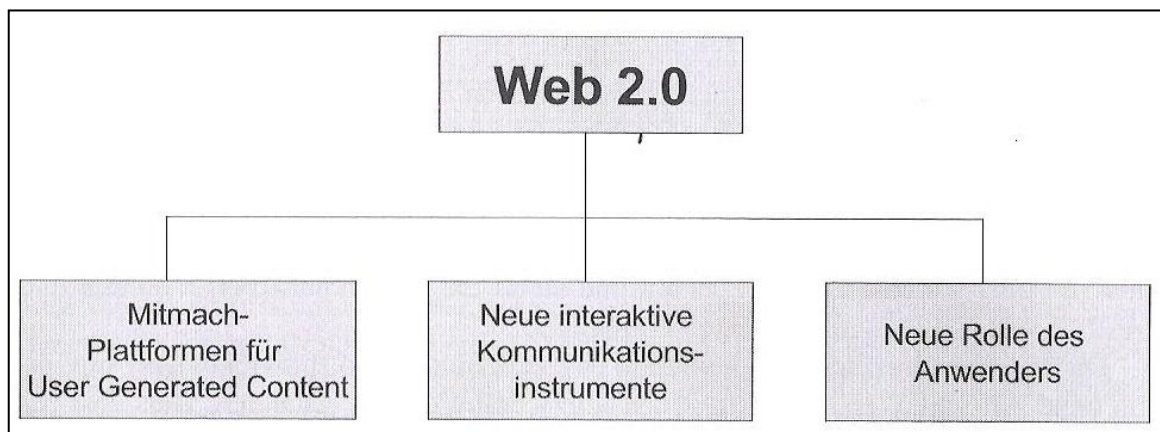 Web 2.0
Mitmach-
Plattformen für
User Generated Content
Neue interaktive
Kommunikations-
instrumente
Neue Rolle des
Anwenders